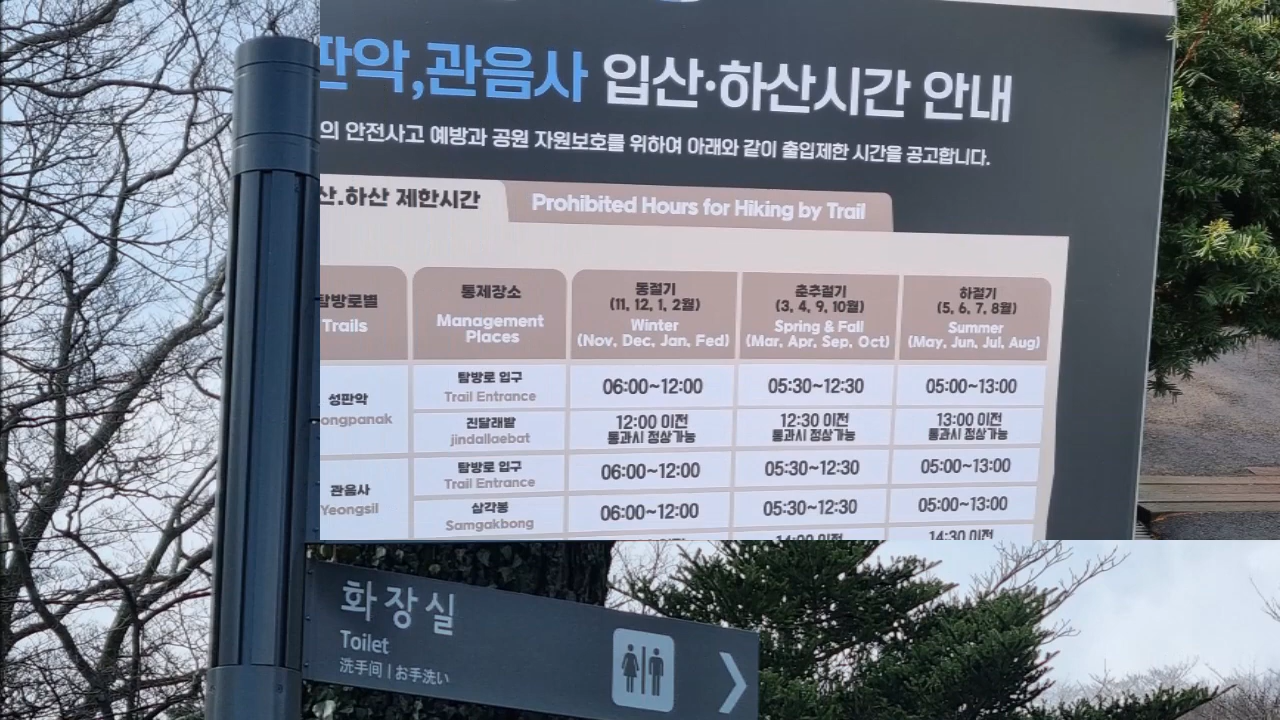 판악,관음사 입산·하산시간 안내
의 안전사고 예방과 공원 자원보호를 위하여 아래와 같이 출입제한 시간을 공고합니다.
산.하산 제한시간 Prohibited Hours for Hiking by Trail
탐방로별 통제장소 동절기 춘추절기 하절기
(11, 12, 1, 2월) (3, 4, 9, 10월) (5, 6, 7, 8월)
Trails Management Places Winter Spring & Fall Summer
(Nov, Dec, Jan, Fed) (Mar, Apr, Sep, Oct) (May, Jun, Jul, Aug)
성판악 탐방로 입구 06:00~12:00 05:30~12:30 05:00~13:00
ongpanak Trail Entrance
진달래밭 12:00 이전 12:30 이전 13:00 이전
jindallaebat 통과시 정상가능 통과시 정상가능 통과시 정상가능
관음사 탐방로 입구 06:00~12:00 05:30~12:30 05:00~13:00
Yeongsil Trail Entrance
삼각봉 06:00~12:00 05:30~12:30 05:00~13:00
Samgakbong
14:00 이전 14:30 이전
화장실
Toilet
洗手间 | お手洗い